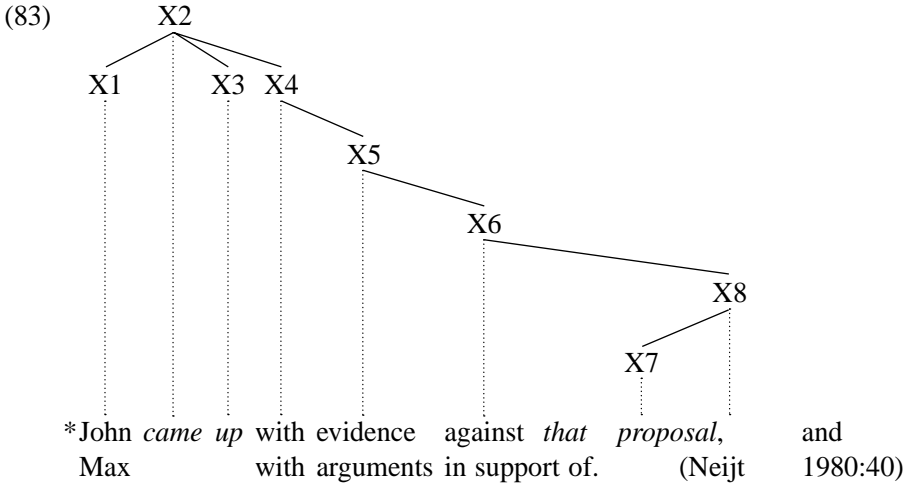 (83) X2
X1 X3 X4
X5
X6
X8
X7
*John came up with evidence against that proposal, and
Max with arguments in support of. (Neijt 1980:40)